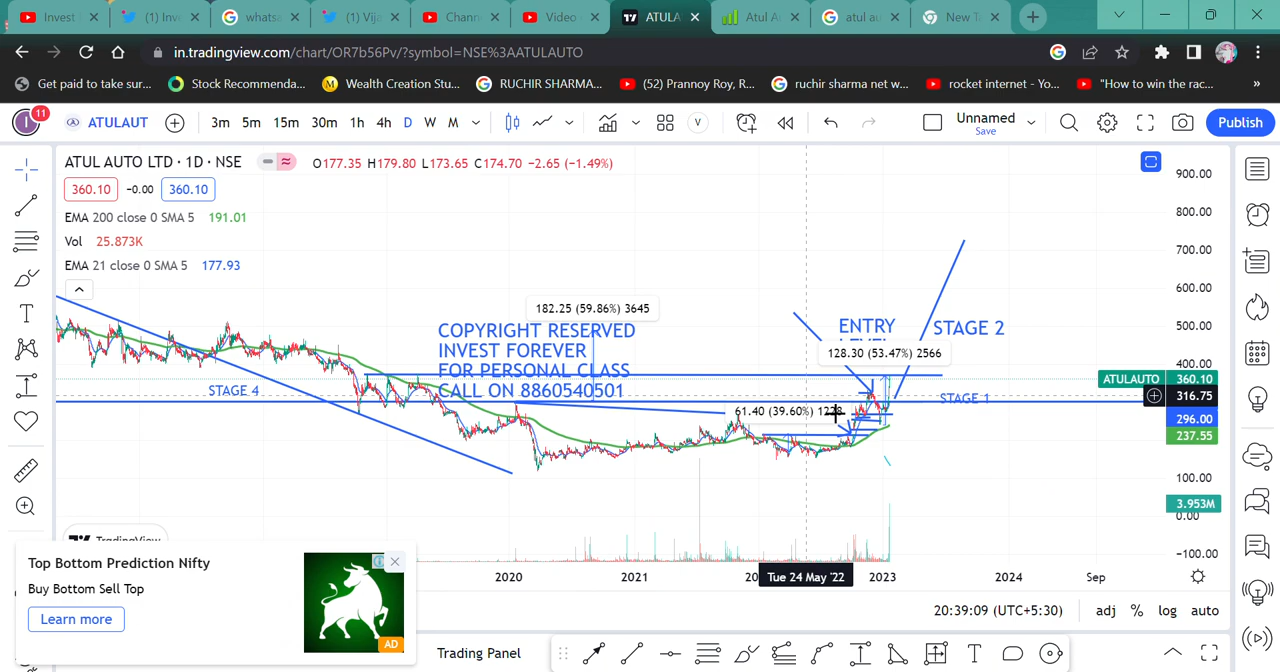 Invest
(1) Inv
whats
(1) Vija
Chann
Video
ATULA
Atul A
atul au
New T
in.tradingview.com/chart/OR7b56Pv/?symbol=NSE%3AATULAUTO
Get paid to take sur...
Stock Recommenda...
Wealth Creation Stu...
RUCHIR SHARMA...
(52) Prannoy Roy, R...
ruchir sharma net w...
rocket internet - Yo...
"How to win the rac...
»
I
11
ATULAUT
3m 5m 15m 30m 1h 4h D W M
V
Unnamed
Save
Publish
ATUL AUTO LTD · 1D · NSE
O177.35 H179.80 L173.65 C174.70 −2.65 (−1.49%)
360.10 −0.00 360.10
EMA 200 close 0 SMA 5 191.01
Vol 25.873K
EMA 21 close 0 SMA 5 177.93
900.00
800.00
700.00
600.00
500.00
400.00
ATULAUTO 360.10
316.75
296.00
237.55
100.00
3.953M
0.00
−100.00
182.25 (59.86%) 3645
COPYRIGHT RESERVED
INVEST FOREVER
FOR PERSONAL CLASS
CALL ON 8860540501
STAGE 4
ENTRY
STAGE 2
128.30 (53.47%) 2566
STAGE 1
61.40 (39.60%)
TradingView
2020
2021
Tue 24 May '22
2023
2024
Sep
Top Bottom Prediction Nifty
Buy Bottom Sell Top
Learn more
AD
20:39:09 (UTC+5:30)
adj % log auto
Trading Panel